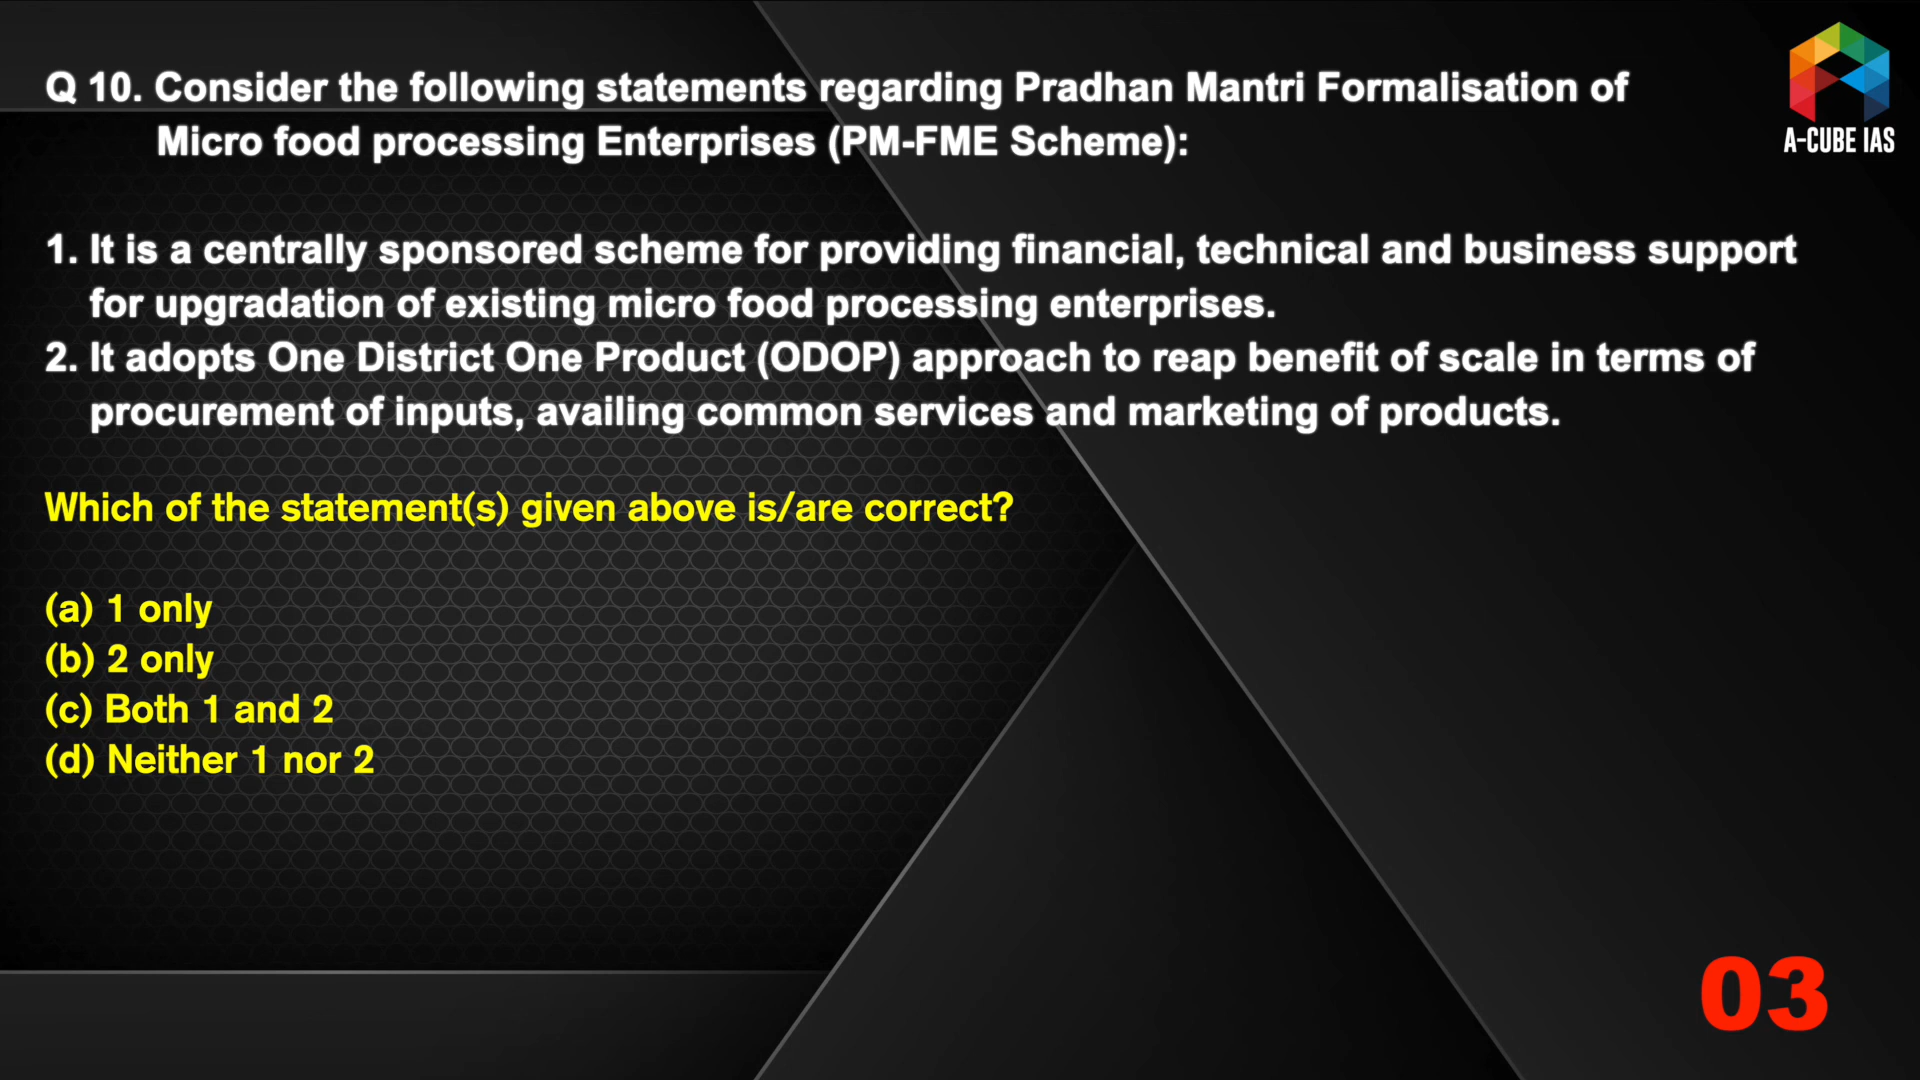 A-CUBE IAS
Q 10. Consider the following statements regarding Pradhan Mantri Formalisation of
Micro food processing Enterprises (PM-FME Scheme):
1. It is a centrally sponsored scheme for providing financial, technical and business support
for upgradation of existing micro food processing enterprises.
2. It adopts One District One Product (ODOP) approach to reap benefit of scale in terms of
procurement of inputs, availing common services and marketing of products.
Which of the statement(s) given above is/are correct?
(a) 1 only
(b) 2 only
(c) Both 1 and 2
(d) Neither 1 nor 2
03